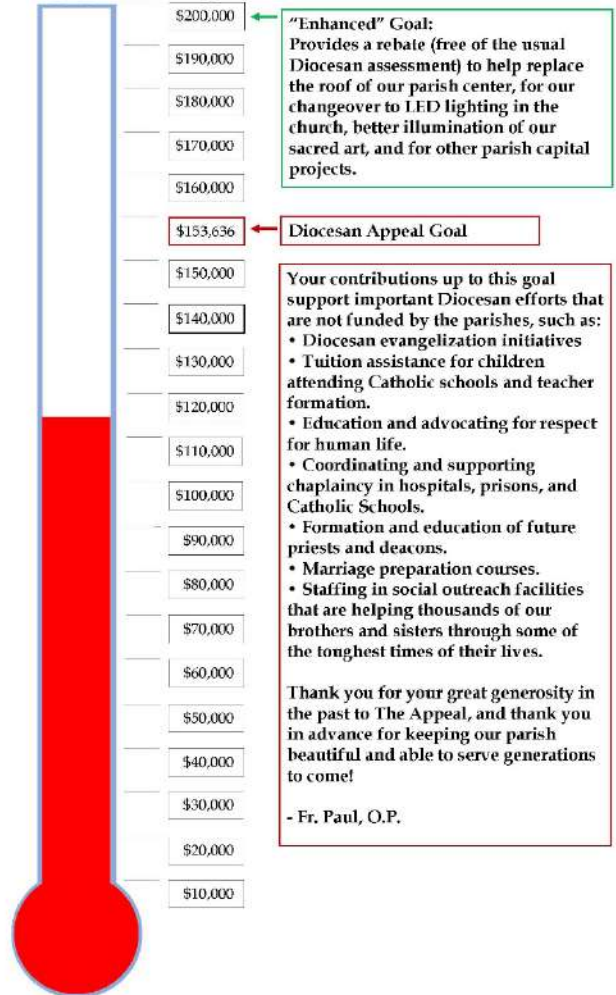 $200,000
$190,000
$180,000
$170,000
$160,000
$153,636
$150,000
$140,000
$130,000
$120,000
$110,000
$100,000
$90,000
$80,000
$70,000
$60,000
$50,000
$40,000
$30,000
$20,000
$10,000
“Enhanced” Goal:
Provides a rebate (free of the usual
Diocesan assessment) to help replace
the roof of our parish center, for our
changeover to LED lighting in the
church, better illumination of our
sacred art, and for other parish capital
projects.
Diocesan Appeal Goal
Your contributions up to this goal
support important Diocesan efforts that
are not funded by the parishes, such as:
• Diocesan evangelization initiatives
• Tuition assistance for children
attending Catholic schools and teacher
formation.
• Education and advocating for respect
for human life.
• Coordinating and supporting
chaplaincy in hospitals, prisons, and
Catholic Schools.
• Formation and education of future
priests and deacons.
• Marriage preparation courses.
• Staffing in social outreach facilities
that are helping thousands of our
brothers and sisters through some of
the toughest times of their lives.
Thank you for your great generosity in
the past to The Appeal, and thank you
in advance for keeping our parish
beautiful and able to serve generations
to come!
- Fr. Paul, O.P.